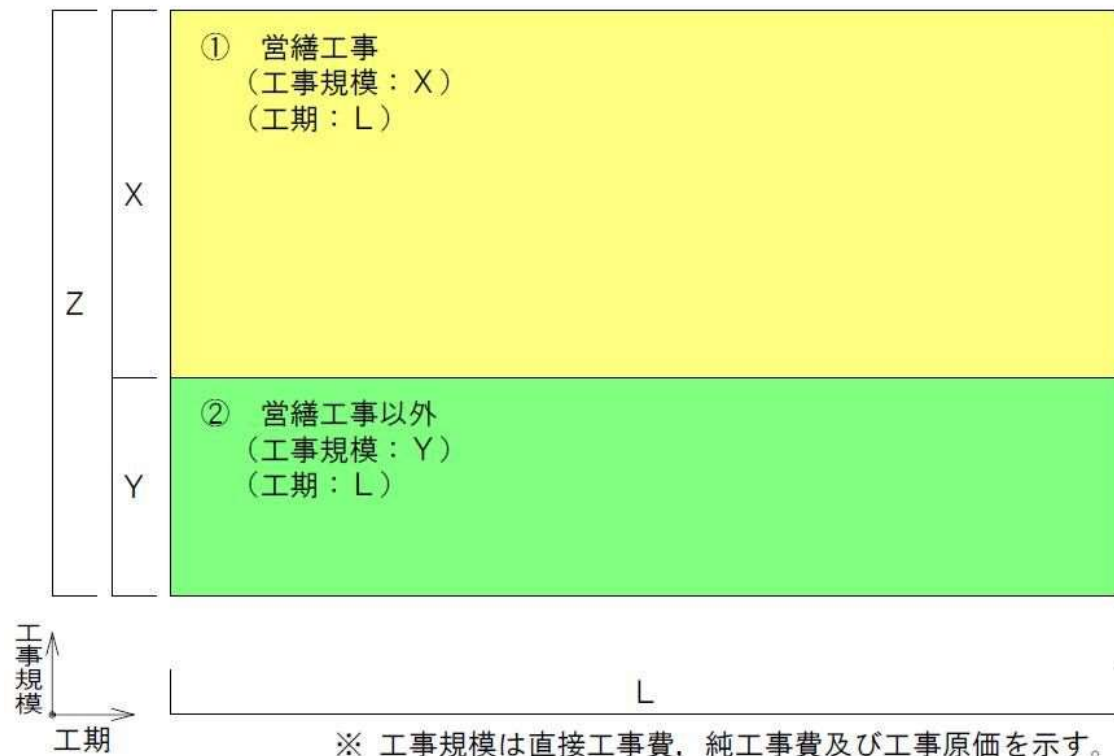 ① 営繕工事
（工事規模：Ｘ）
（工期：Ｌ）
X
Z
② 営繕工事以外
（工事規模：Ｙ）
（工期：Ｌ）
Y
工事規模
工期
L
※ 工事規模は直接工事費，純工事費及び工事原価を示す。